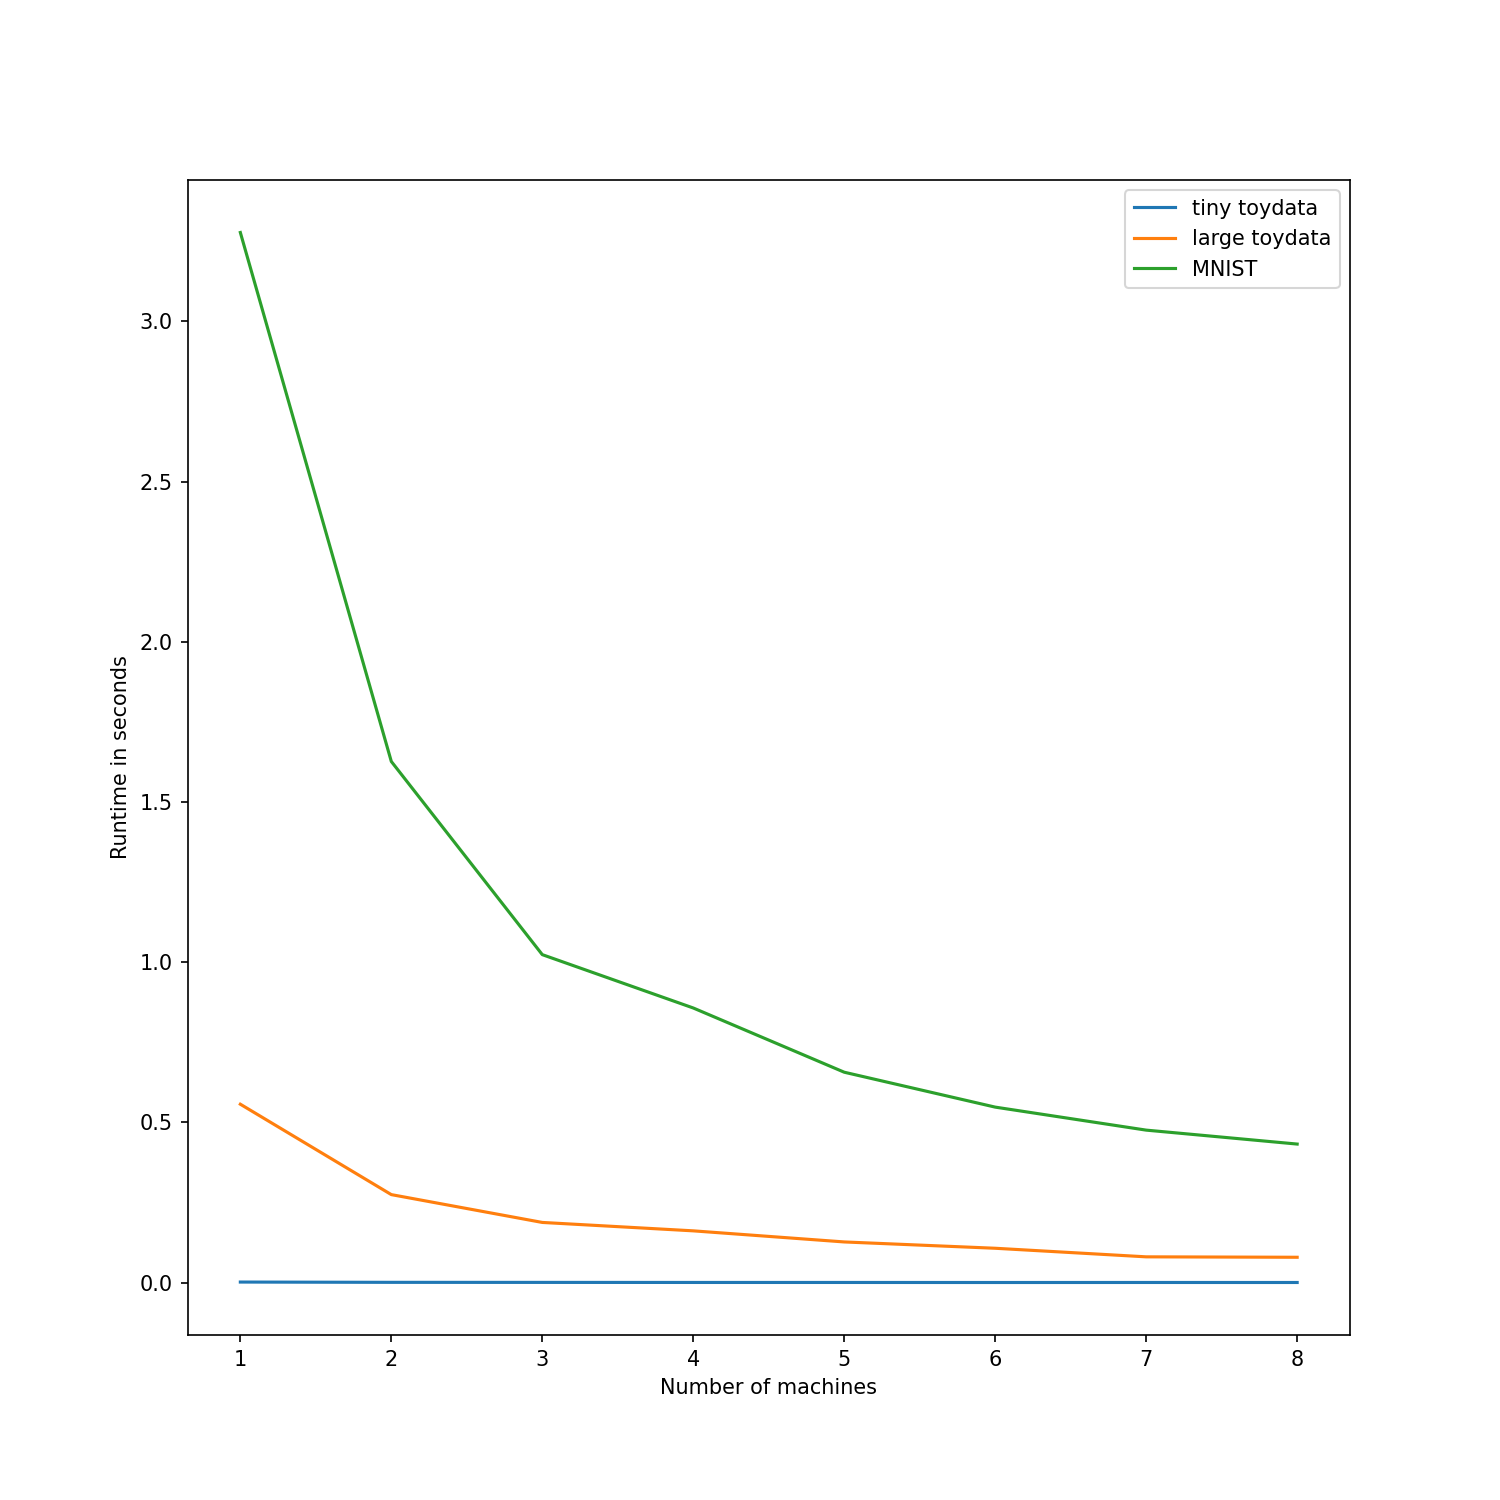 tiny toydata
large toydata
MNIST
3.0
2.5
2.0
1.5
1.0
0.5
0.0
Runtime in seconds
1 2 3 4 5 6 7 8
Number of machines